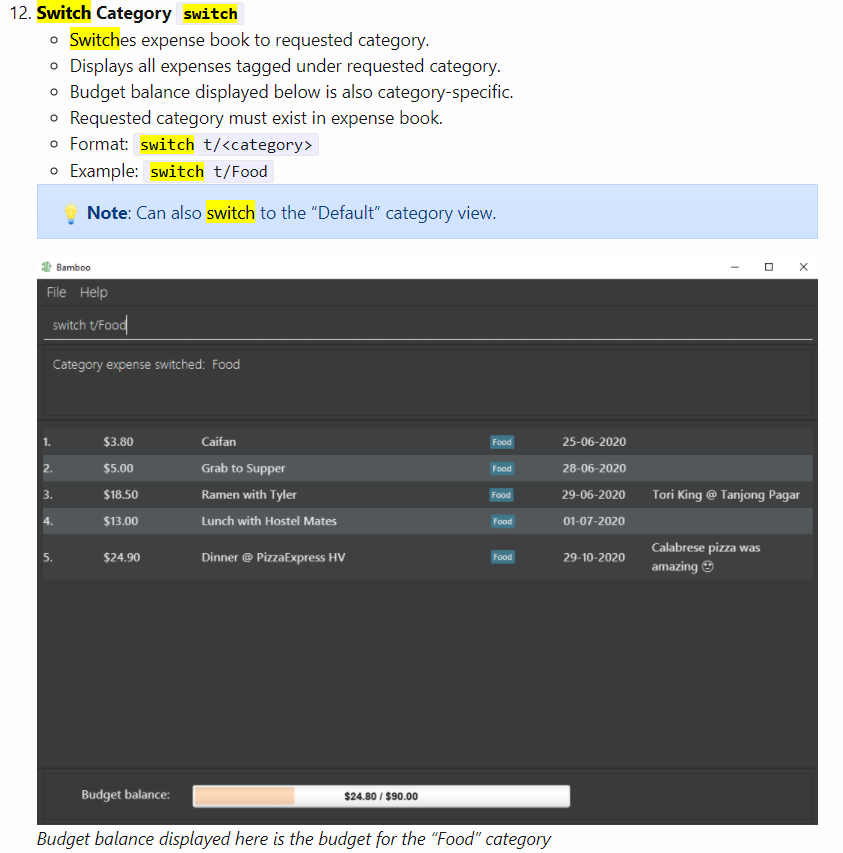 12. Switch Category switch
Switches expense book to requested category.
Displays all expenses tagged under requested category.
Budget balance displayed below is also category-specific.
Requested category must exist in expense book.
Format: switch t/<category>
Example: switch t/Food
Note: Can also switch to the “Default” category view.
Bamboo
File Help
switch t/Food
Category expense switched: Food
1. $3.80 Caifan Food 25-06-2020
2. $5.00 Grab to Supper Food 28-06-2020
3. $18.50 Ramen with Tyler Food 29-06-2020 Tori King @ Tanjong Pagar
4. $13.00 Lunch with Hostel Mates Food 01-07-2020
5. $24.90 Dinner @ PizzaExpress HV Food 29-10-2020 Calabrese pizza was
amazing
Budget balance: $24.80 / $90.00
Budget balance displayed here is the budget for the “Food” category